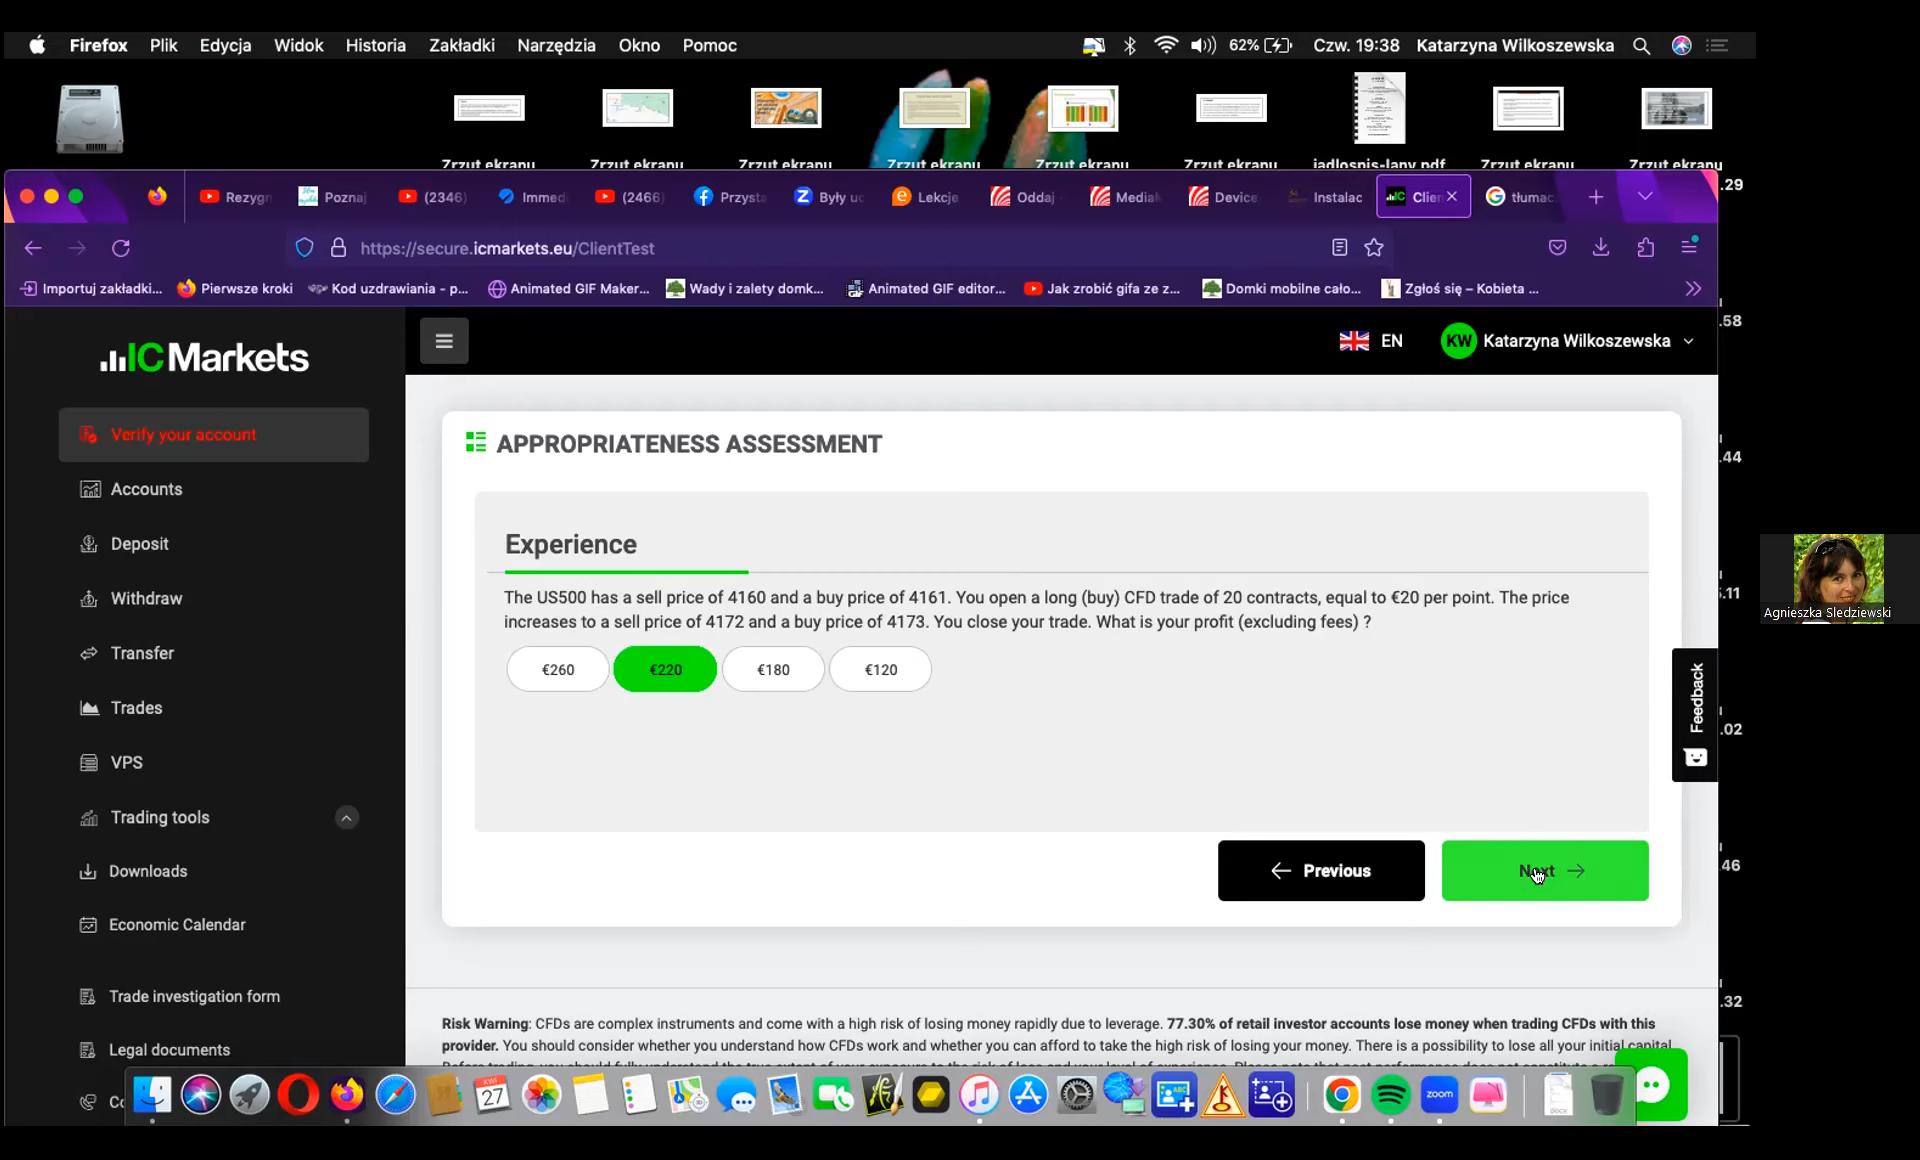 Firefox Plik Edycja Widok Historia Zakładki Narzędzia Okno Pomoc 62% Czw. 19:38 Katarzyna Wilkoszewska
Zrzut ekranu Zrzut ekranu Zrzut ekranu Zrzut ekranu Zrzut ekranu Zrzut ekranu jadlospis-lany.pdf Zrzut ekranu Zrzut ekranu
.29
Rezygn Poznaj (2346) Immed (2466) Przysta Były uc Lekcje Oddaj Device Instalac Clien tłumac
https://secure.icmarkets.eu/ClientTest
Importuj zakładki... Pierwsze kroki Kod uzdrawiania - p... Animated GIF Maker... Wady i zalety domk... Animated GIF editor... Jak zrobić gifa ze z... Domki mobilne cało... Zgłoś się – Kobieta ...
.58
IC Markets
EN KW Katarzyna Wilkoszewska
Verify your account
Accounts
Deposit
Withdraw
Transfer
Trades
VPS
Trading tools
Downloads
Economic Calendar
Trade investigation form
Legal documents
APPROPRIATENESS ASSESSMENT
.44
Experience
The US500 has a sell price of 4160 and a buy price of 4161. You open a long (buy) CFD trade of 20 contracts, equal to €20 per point. The price
increases to a sell price of 4172 and a buy price of 4173. You close your trade. What is your profit (excluding fees) ?
.11
Agnieszka Sledziewski
€260 €220 €180 €120
Feedback
.02
Previous Next
.46
.32
Risk Warning: CFDs are complex instruments and come with a high risk of losing money rapidly due to leverage. 77.30% of retail investor accounts lose money when trading CFDs with this
provider. You should consider whether you understand how CFDs work and whether you can afford to take the high risk of losing your money. There is a possibility to lose all your initial capital.
KWI
27
ABC
zoom
DOCX